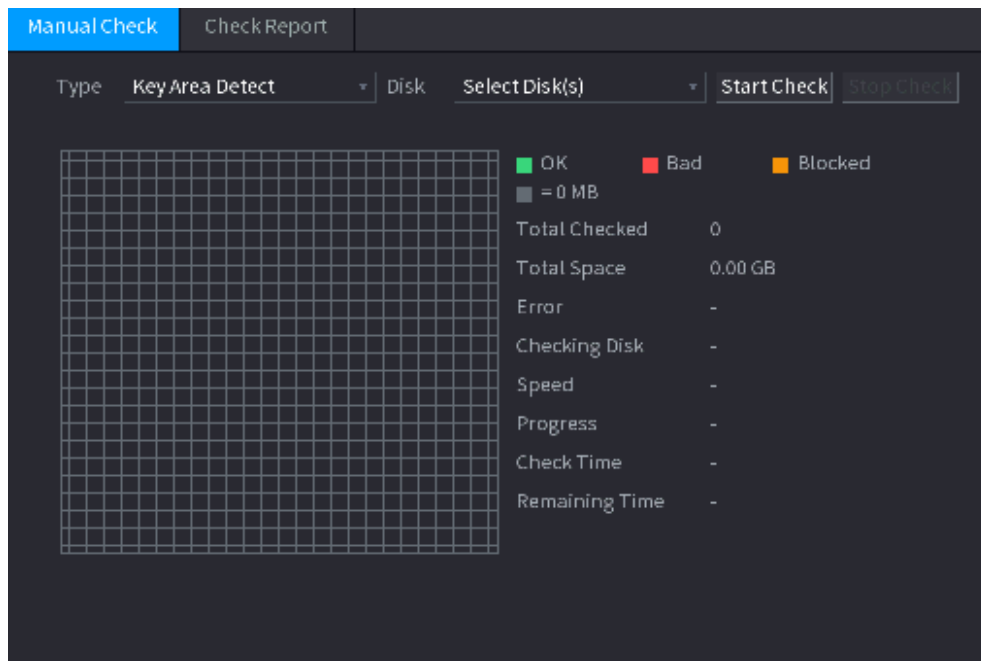 Manual Check Check Report
Type Key Area Detect Disk Select Disk(s) Start Check Stop Check
OK Bad Blocked
= 0 MB
Total Checked 0
Total Space 0.00 GB
Error -
Checking Disk -
Speed -
Progress -
Check Time -
Remaining Time -